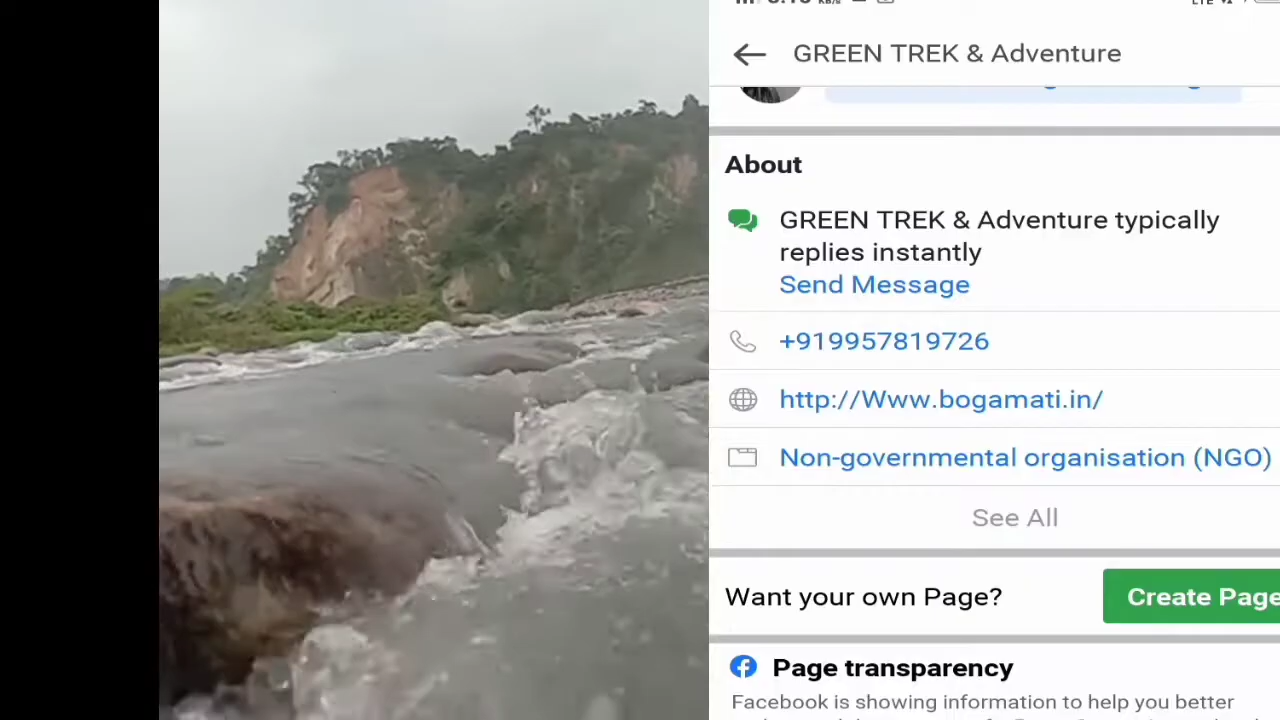 GREEN TREK & Adventure
About
GREEN TREK & Adventure typically
replies instantly
Send Message
+919957819726
http://Www.bogamati.in/
Non-governmental organisation (NGO)
See All
Want your own Page?
Create Page
Page transparency
Facebook is showing information to help you better